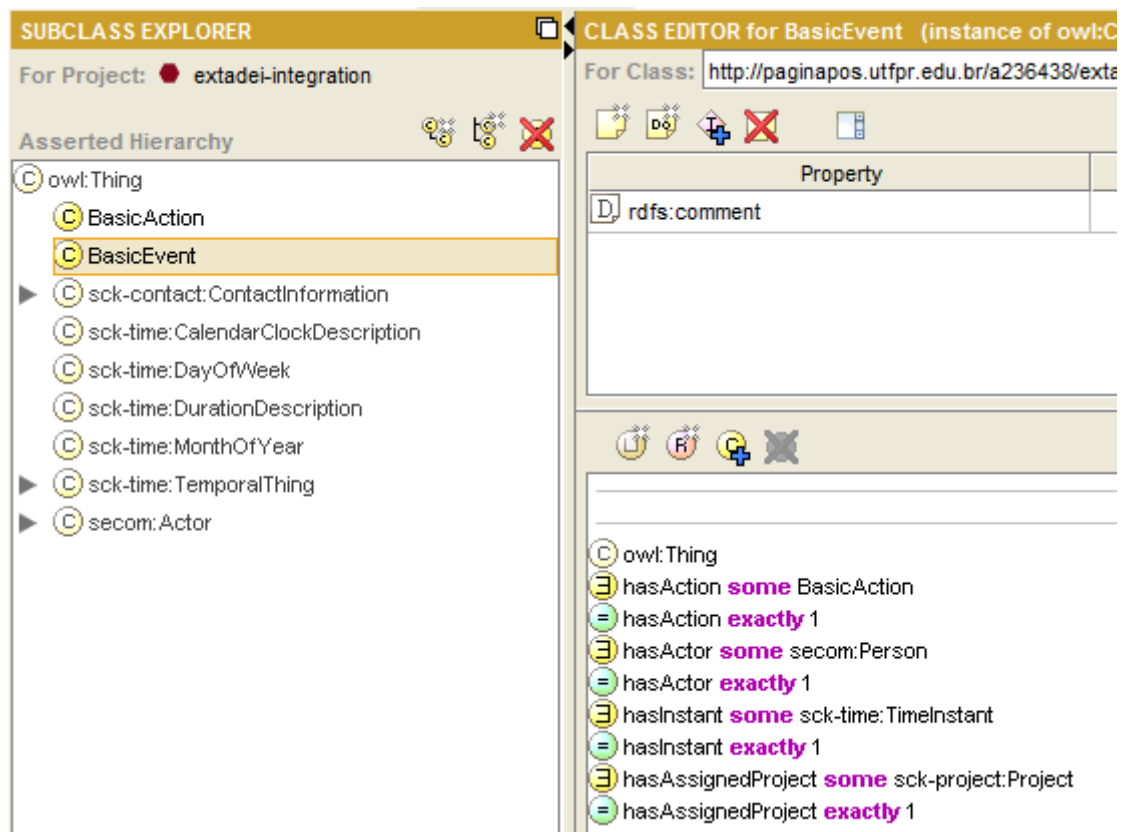 SUBCLASS EXPLORER
For Project: extadei-integration
Asserted Hierarchy
owl:Thing
BasicAction
BasicEvent
sck-contact:ContactInformation
sck-time:CalendarClockDescription
sck-time:DayOfWeek
sck-time:DurationDescription
sck-time:MonthOfYear
sck-time:TemporalThing
secom:Actor
CLASS EDITOR for BasicEvent (instance of owl:C
For Class: http://paginapos.utfpr.edu.br/a236438/exta
Property
rdfs:comment
owl:Thing
hasAction some BasicAction
hasAction exactly 1
hasActor some secom:Person
hasActor exactly 1
hasInstant some sck-time:TimeInstant
hasInstant exactly 1
hasAssignedProject some sck-project:Project
hasAssignedProject exactly 1